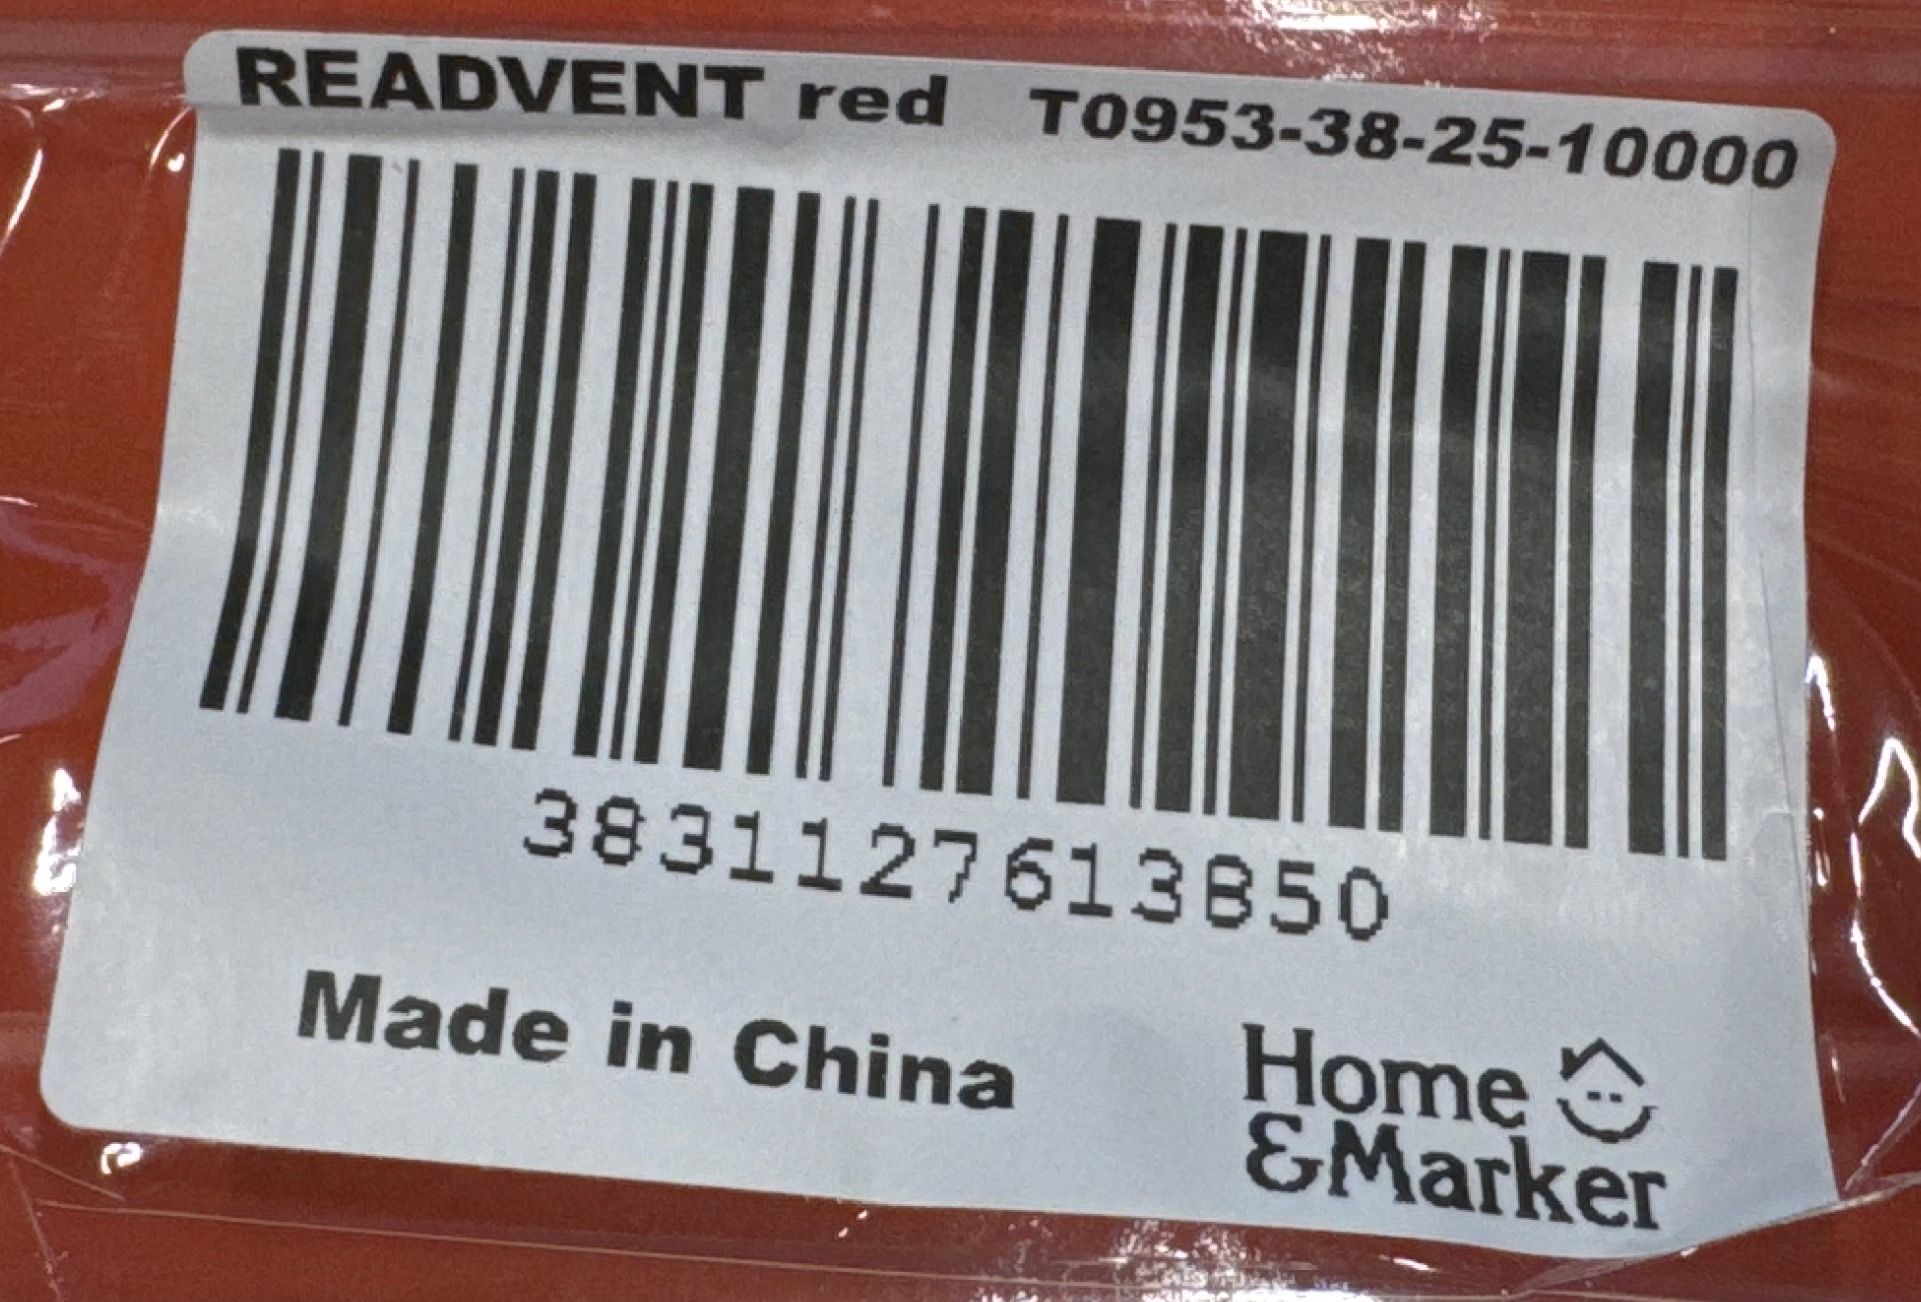 READVENT red T0953-38-25-10000
3831127613850
Made in China
Home
&Marker